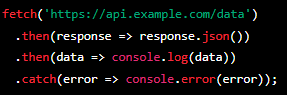 fetch('https://api.example.com/data')
  .then(response => response.json())
  .then(data => console.log(data))
  .catch(error => console.error(error));